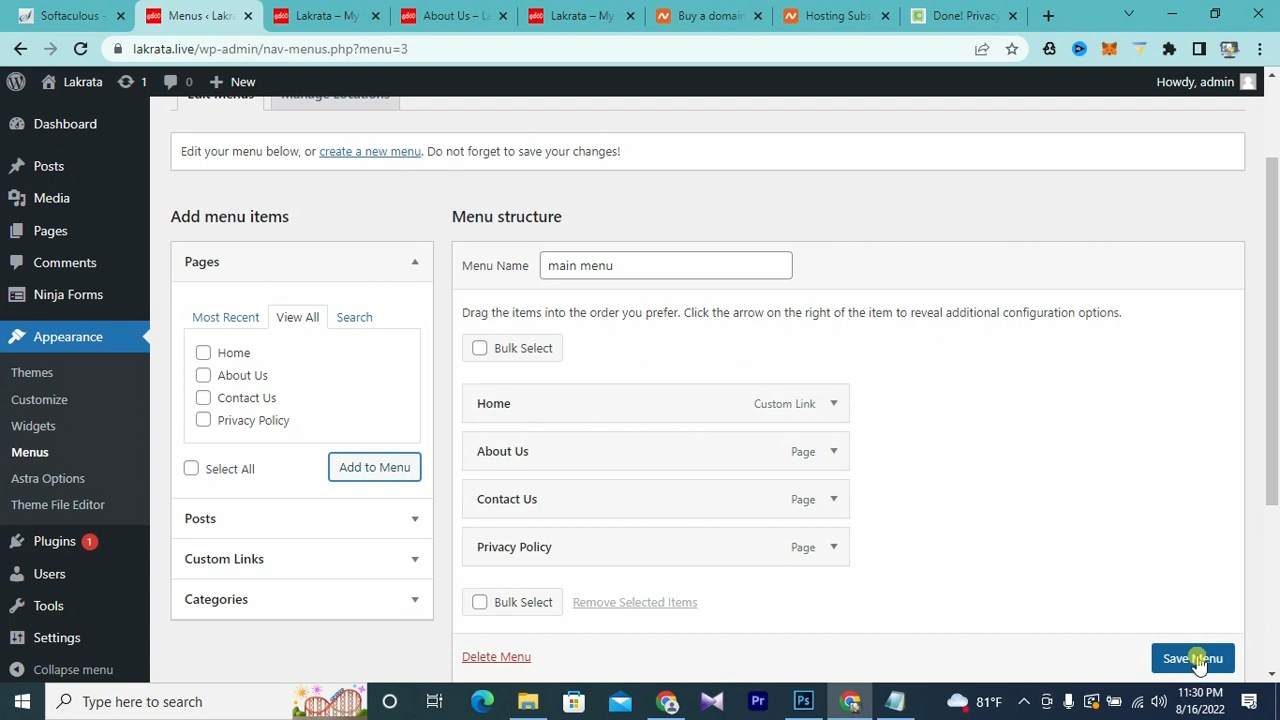 Softaculous -
Menus ‹ Lakra
Lakrata – My
About Us – La
Lakrata – My
Buy a domain
Hosting Subs
Done! Privacy
lakrata.live/wp-admin/nav-menus.php?menu=3
Lakrata
1
0
New
Howdy, admin
Dashboard
Posts
Media
Pages
Comments
Ninja Forms
Appearance
Themes
Customize
Widgets
Menus
Astra Options
Theme File Editor
Plugins 1
Users
Tools
Settings
Collapse menu
Edit Menus
Manage Locations
Edit your menu below, or create a new menu. Do not forget to save your changes!
Add menu items
Pages
Most Recent
View All
Search
Home
About Us
Contact Us
Privacy Policy
Select All
Add to Menu
Posts
Custom Links
Categories
Menu structure
Menu Name
main menu
Drag the items into the order you prefer. Click the arrow on the right of the item to reveal additional configuration options.
Bulk Select
Home
Custom Link
About Us
Page
Contact Us
Page
Privacy Policy
Page
Bulk Select
Remove Selected Items
Delete Menu
Save Menu
Type here to search
Pr
Ps
81°F
11:30 PM
8/16/2022